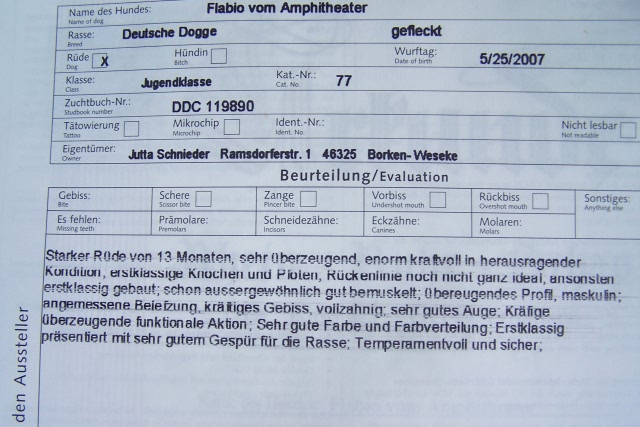 Name des Hundes: Flabio vom Amphitheater
Name of dog
Rasse: Deutsche Dogge gefleckt
Breed
Rüde X Hündin Wurftag: 5/25/2007
Dog Bitch Date of birth
Klasse: Jugendklasse Kat.-Nr.: 77
Class Cat. No.
Zuchtbuch-Nr.: DDC 119890
Studbook number
Tätowierung Mikrochip Ident.-Nr.: Nicht lesbar
Tattoo Microchip Ident. No. Not readable
Eigentümer: Jutta Schnieder Ramsdorferstr. 1 46325 Borken-Weseke
Owner
Beurteilung/Evaluation
Gebiss: Schere Zange Vorbiss Rückbiss Sonstiges:
Bite Scissor bite Pincer bite Undershot mouth Overshot mouth Anything else
Es fehlen: Prämolare: Schneidezähne: Eckzähne: Molaren:
Missing teeth Premolars Incisors Canines Molars
Starker Rüde von 13 Monaten, sehr überzeugend, enorm kraftvoll in herausragender
Kondition, erstklassige Knochen und Pfoten, Rückenlinie noch nicht ganz ideal, ansonsten
erstklassig gebaut; schon aussergewöhnlich gut bemuskelt; übereugendes Profil, maskulin;
angemessene Belefzung, kräftiges Gebiss, vollzahnig; sehr gutes Auge; Kräfige
überzeugende funktionale Aktion; Sehr gute Farbe und Farbverteilung; Erstklassig
präsentiert mit sehr gutem Gespür für die Rasse; Temperamentvoll und sicher;
den Aussteller